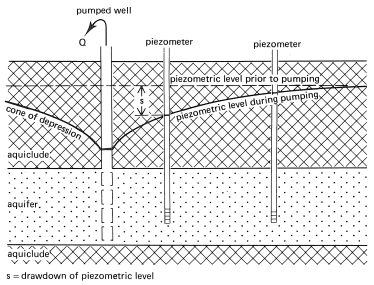 pumped well
Q
piezometer
piezometer
piezometric level prior to pumping
s
piezometric level during pumping
cone of depression
aquiclude
aquifer
aquiclude
s = drawdown of piezometric level